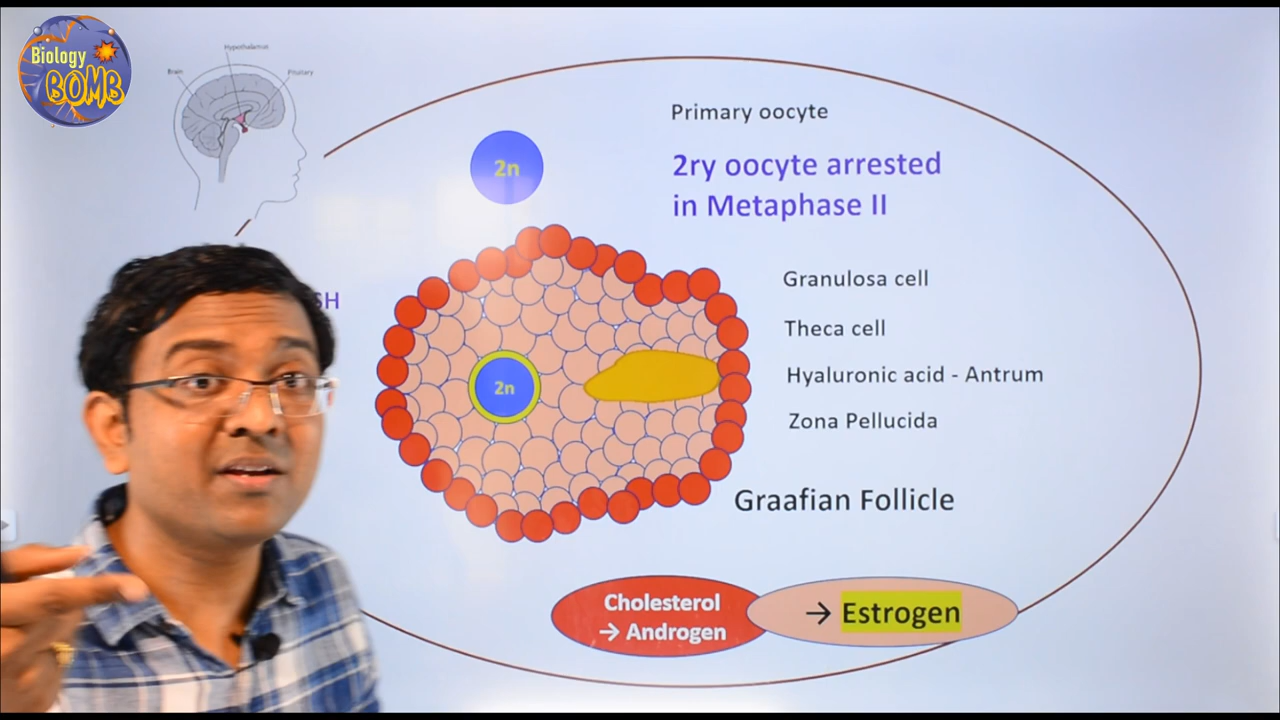 Biology
BOMB
Hypothalamus
Brain
Pituitary
Primary oocyte
2n
2ry oocyte arrested
in Metaphase II
Granulosa cell
SH
Theca cell
2n
Hyaluronic acid - Antrum
Zona Pellucida
Graafian Follicle
Cholesterol
→ Androgen
→ Estrogen